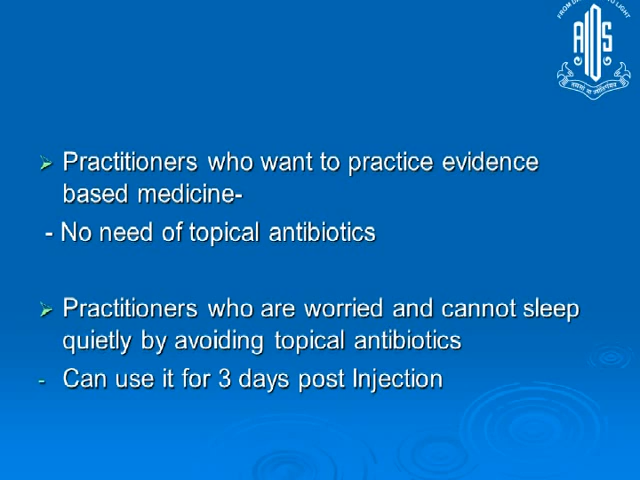 AIOS
Practitioners who want to practice evidence
based medicine-
- No need of topical antibiotics
Practitioners who are worried and cannot sleep
quietly by avoiding topical antibiotics
- Can use it for 3 days post Injection